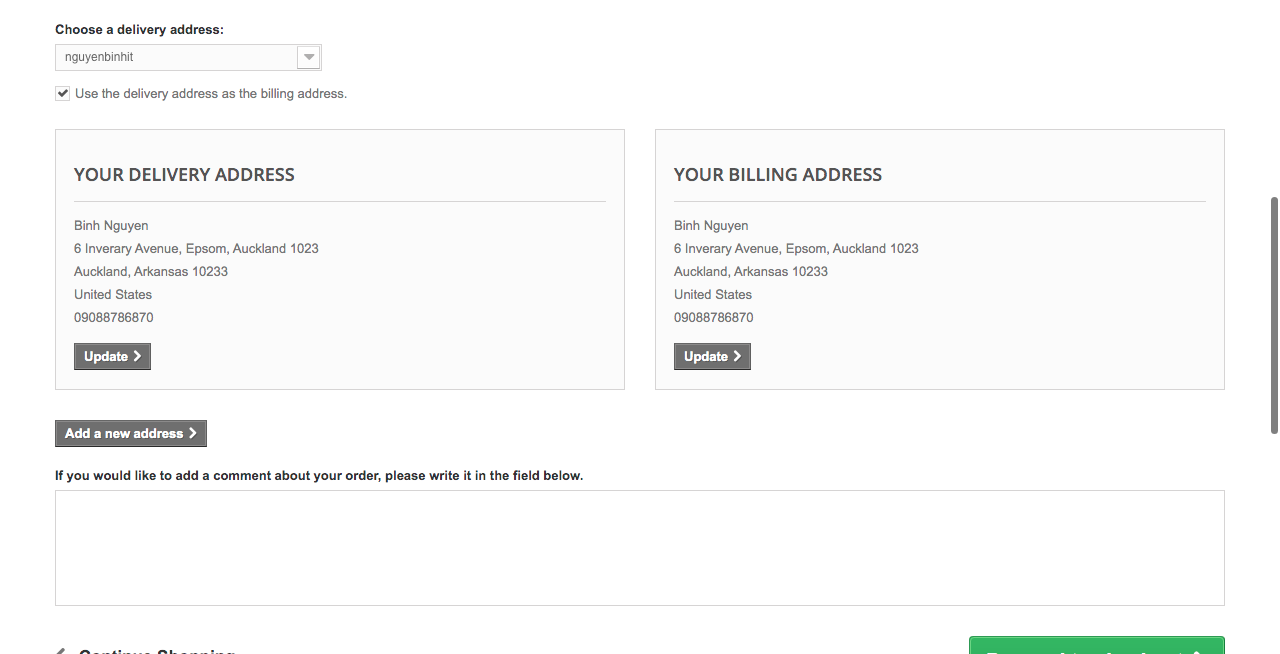 Choose a delivery address:
nguyenbinhit
Use the delivery address as the billing address.
YOUR DELIVERY ADDRESS
Binh Nguyen
6 Inverary Avenue, Epsom, Auckland 1023
Auckland, Arkansas 10233
United States
09088786870
Update
YOUR BILLING ADDRESS
Binh Nguyen
6 Inverary Avenue, Epsom, Auckland 1023
Auckland, Arkansas 10233
United States
09088786870
Update
Add a new address
If you would like to add a comment about your order, please write it in the field below.
Continue Shopping